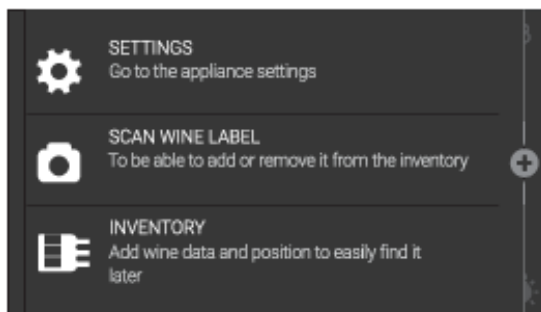 SETTINGS
Go to the appliance settings
SCAN WINE LABEL
To be able to add or remove it from the inventory
INVENTORY
Add wine data and position to easily find it
later